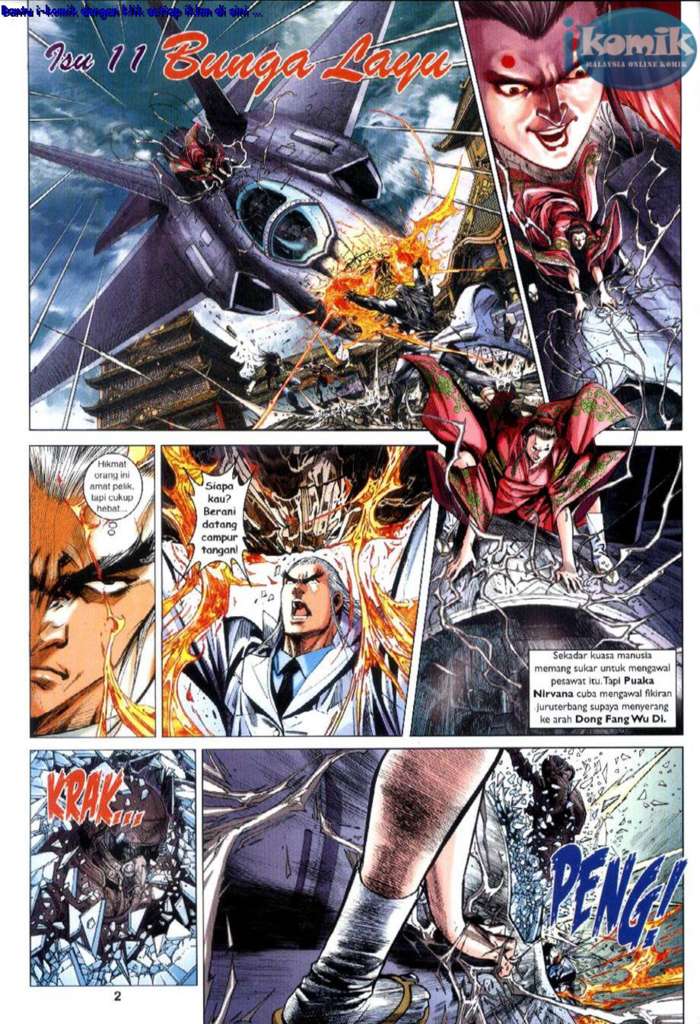 Bantu i-komik dengan klik setiap iklan di sini ...
ikomik
MALAYSIA ONLINE KOMIK
Isu 11 Bunga Layu
Hikmat
orang ini
amat pelik,
tapi cukup
hebat...
Siapa
kau?
Berani
datang
campur
tangan!
Sekadar kuasa manusia
memang sukar untuk mengawal
pesawat itu. Tapi Puaka
Nirvana cuba mengawal fikiran
juruterbang supaya menyerang
ke arah Dong Fang Wu Di.
KRAK...
PENG!
2